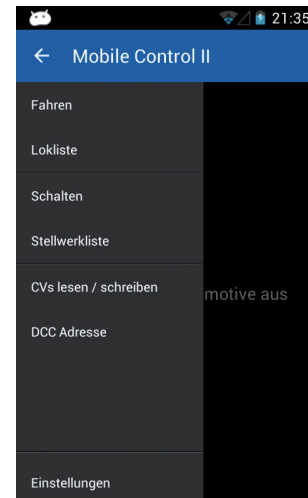 21:35
Mobile Control II
Fahren
Lokliste
Schalten
Stellwerkliste
CVs lesen / schreiben
motive aus
DCC Adresse
Einstellungen